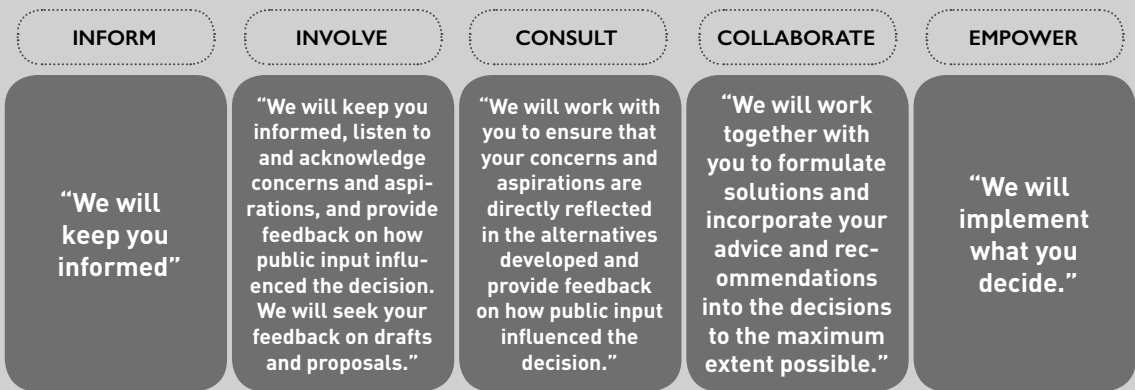 INFORM
INVOLVE
CONSULT
COLLABORATE
EMPOWER
“We will
keep you
informed”
“We will keep you
informed, listen to
and acknowledge
concerns and aspi-
rations, and provide
feedback on how
public input influ-
enced the decision.
We will seek your
feedback on drafts
and proposals.”
“We will work with
you to ensure that
your concerns and
aspirations are
directly reflected
in the alternatives
developed and
provide feedback
on how public input
influenced the
decision.”
“We will work
together with
you to formulate
solutions and
incorporate your
advice and rec-
ommendations
into the decisions
to the maximum
extent possible.”
“We will
implement
what you
decide.”